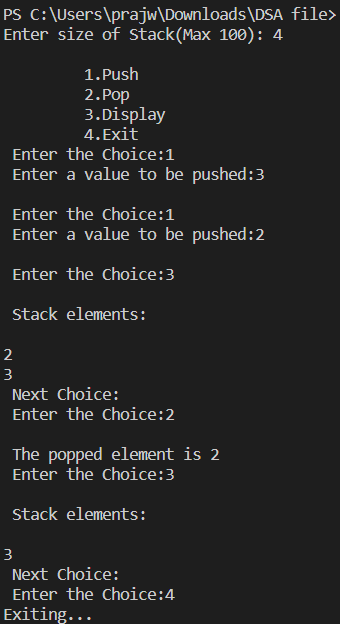 PS C:\Users\prajw\Downloads\DSA file>
Enter size of Stack(Max 100): 4
1.Push
2.Pop
3.Display
4.Exit
Enter the Choice:1
Enter a value to be pushed:3
Enter the Choice:1
Enter a value to be pushed:2
Enter the Choice:3
Stack elements:
2
3
Next Choice:
Enter the Choice:2
The popped element is 2
Enter the Choice:3
Stack elements:
3
Next Choice:
Enter the Choice:4
Exiting...